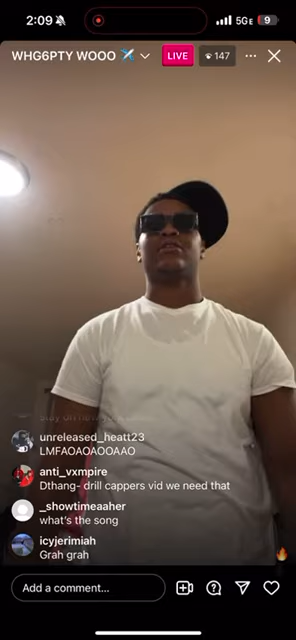 2:09
5GE
9
WHG6PTY WOOO
LIVE
147
unreleased_heatt23
LMFAOAOAOOAAO
anti_vxmpire
Dthang- drill cappers vid we need that
_showtimeaaher
what's the song
icyjerimiah
Grah grah
Add a comment...